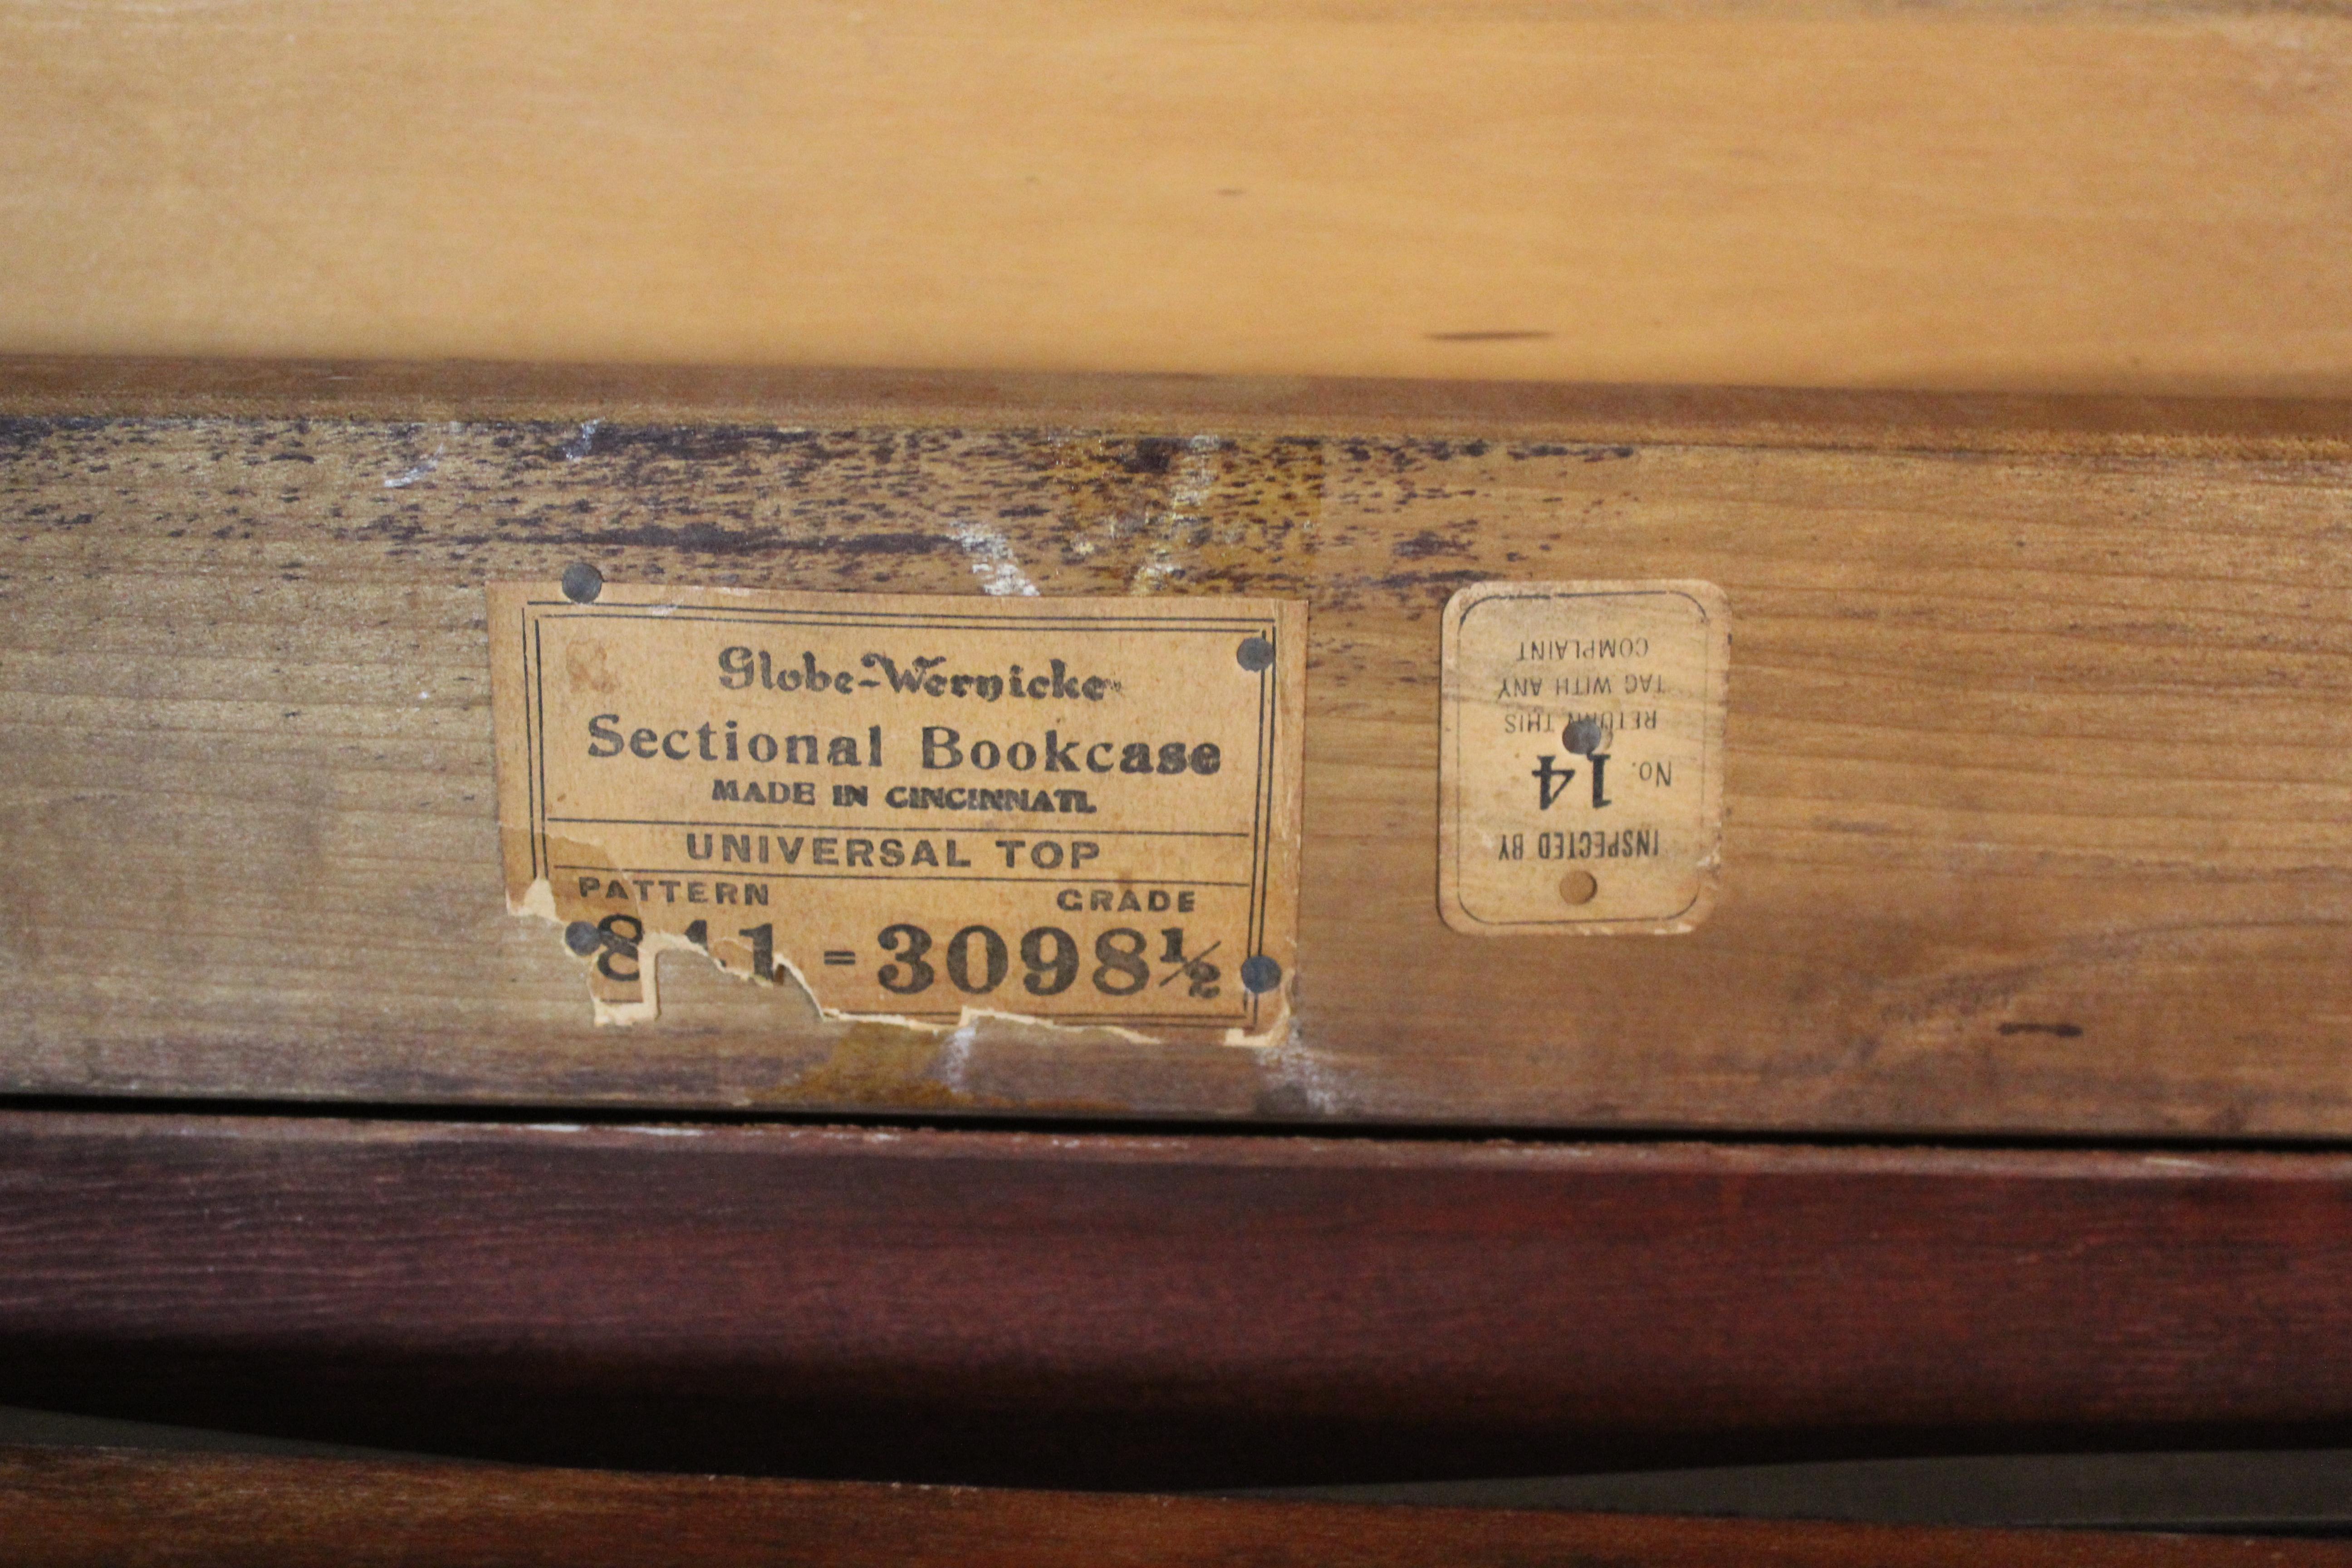 Globe-Wernicke
Sectional Bookcase
MADE IN CINCINNATI.
UNIVERSAL TOP
PATTERN GRADE
811 = 3098½
INSPECTED BY
No. 14
RETURN THIS
TAG WITH ANY
COMPLAINT